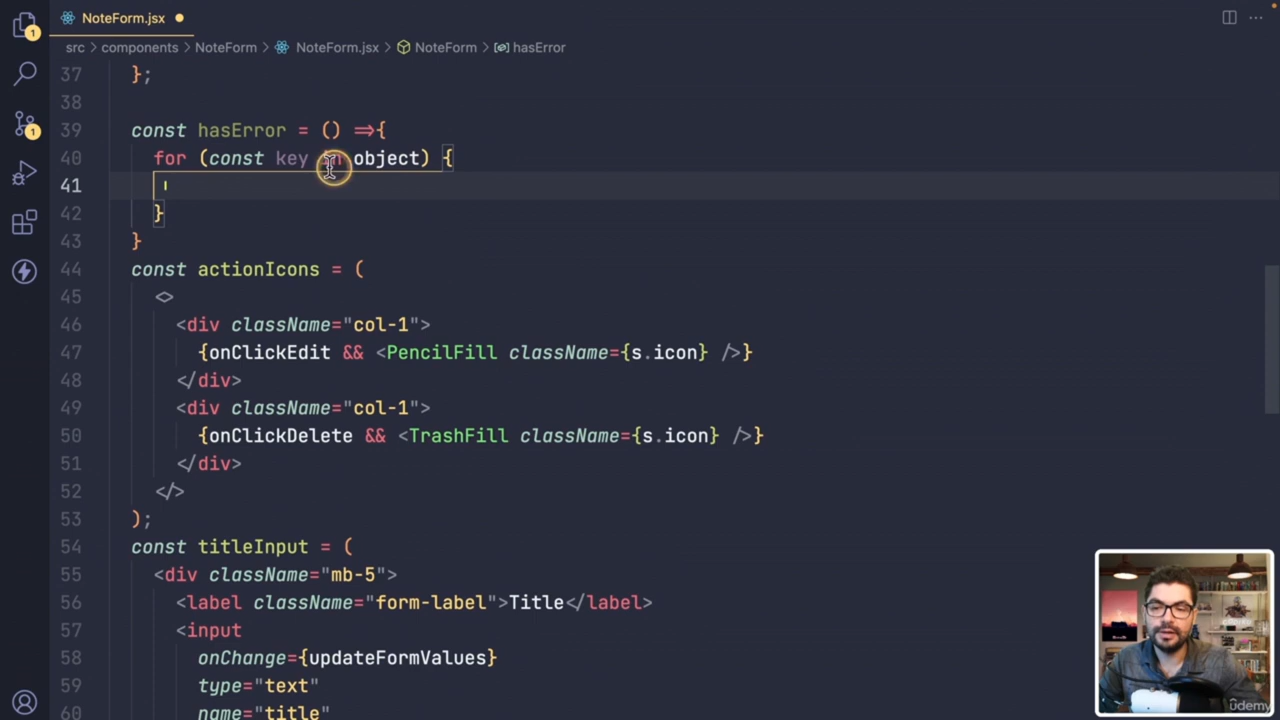 NoteForm.jsx
src > components > NoteForm > NoteForm.jsx > NoteForm > hasError
37 };
38
39 const hasError = () =>{
40 for (const key in object) {
41
42 }
43 }
44 const actionIcons = (
45 <>
46 <div className="col-1">
47 {onClickEdit && <PencilFill className={s.icon} />}
48 </div>
49 <div className="col-1">
50 {onClickDelete && <TrashFill className={s.icon} />}
51 </div>
52 </>
53 );
54 const titleInput = (
55 <div className="mb-5">
56 <label className="form-label">Title</label>
57 <input
58 onChange={updateFormValues}
59 type="text"
60 name="title"
1
1
udemy